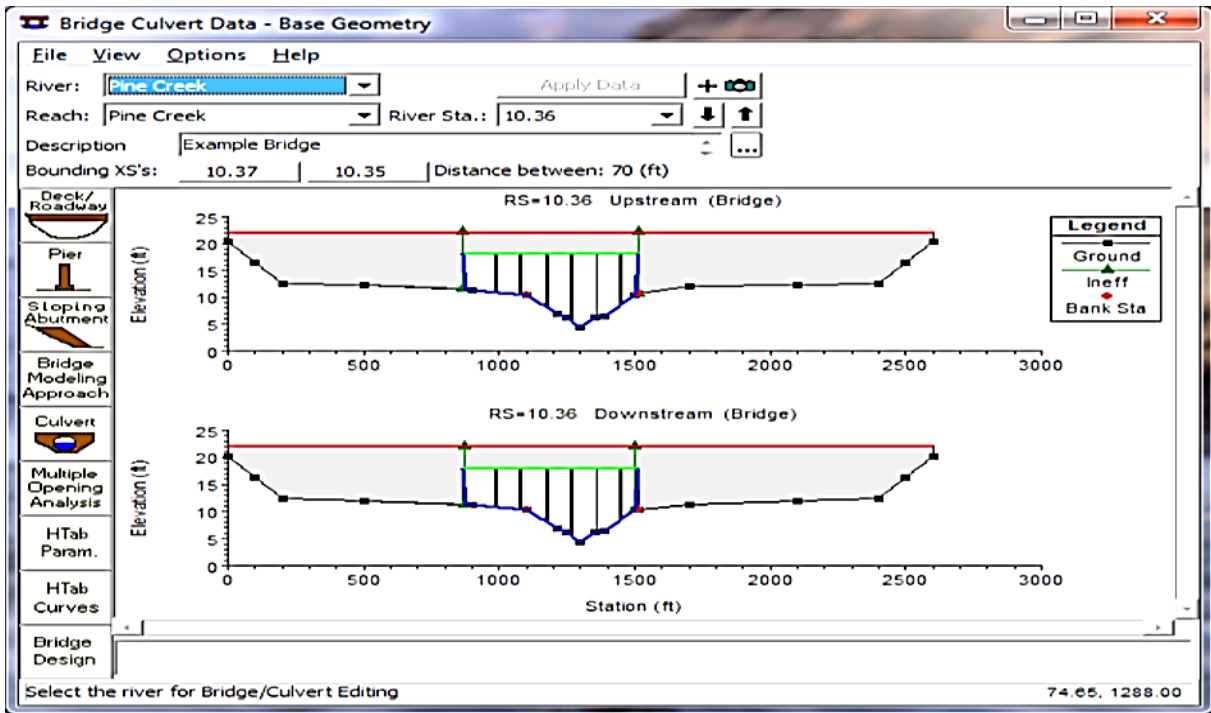 Bridge Culvert Data - Base Geometry
File View Options Help
River: Pine Creek Apply Data +
Reach: Pine Creek River Sta.: 10.36
Description Example Bridge ...
Bounding XS's: 10.37 10.35 Distance between: 70 (ft)
Deck/
Roadway
Pier
Sloping
Abutment
Bridge
Modeling
Approach
Culvert
Multiple
Opening
Analysis
HTab
Param.
HTab
Curves
Bridge
Design
RS=10.36 Upstream (Bridge)
Elevation (ft)
25
20
15
10
5
0
0 500 1000 1500 2000 2500 3000
Legend
Ground
Ineff
Bank Sta
RS=10.36 Downstream (Bridge)
Elevation (ft)
25
20
15
10
5
0
0 500 1000 1500 2000 2500 3000
Station (ft)
Select the river for Bridge/Culvert Editing 74.65, 1288.00